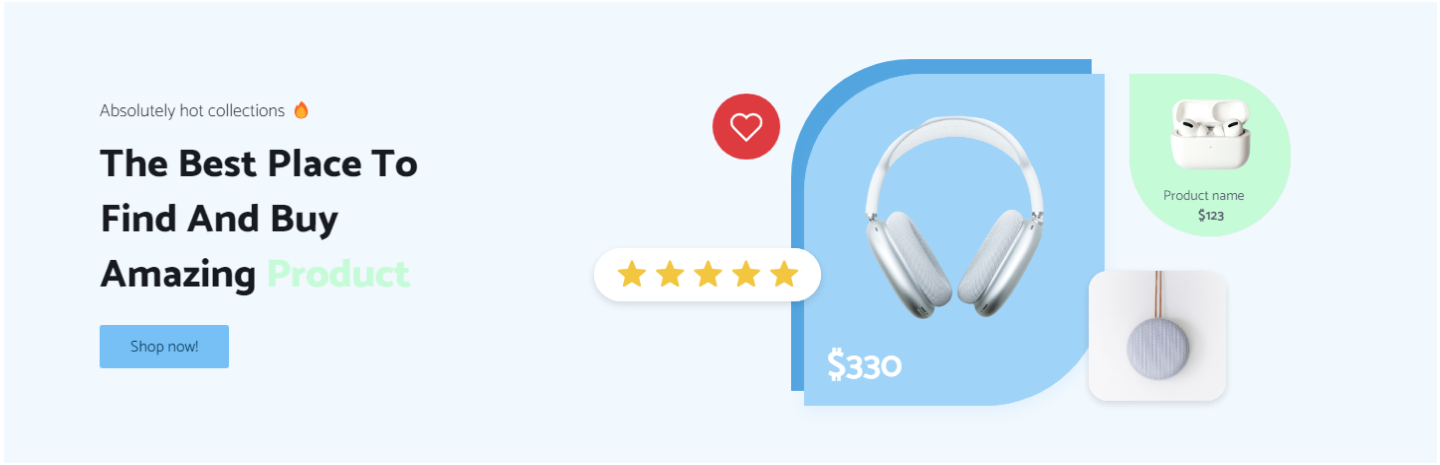 Absolutely hot collections 🔥
The Best Place To
Find And Buy
Amazing Product
Shop now!
$330
Product name
$123